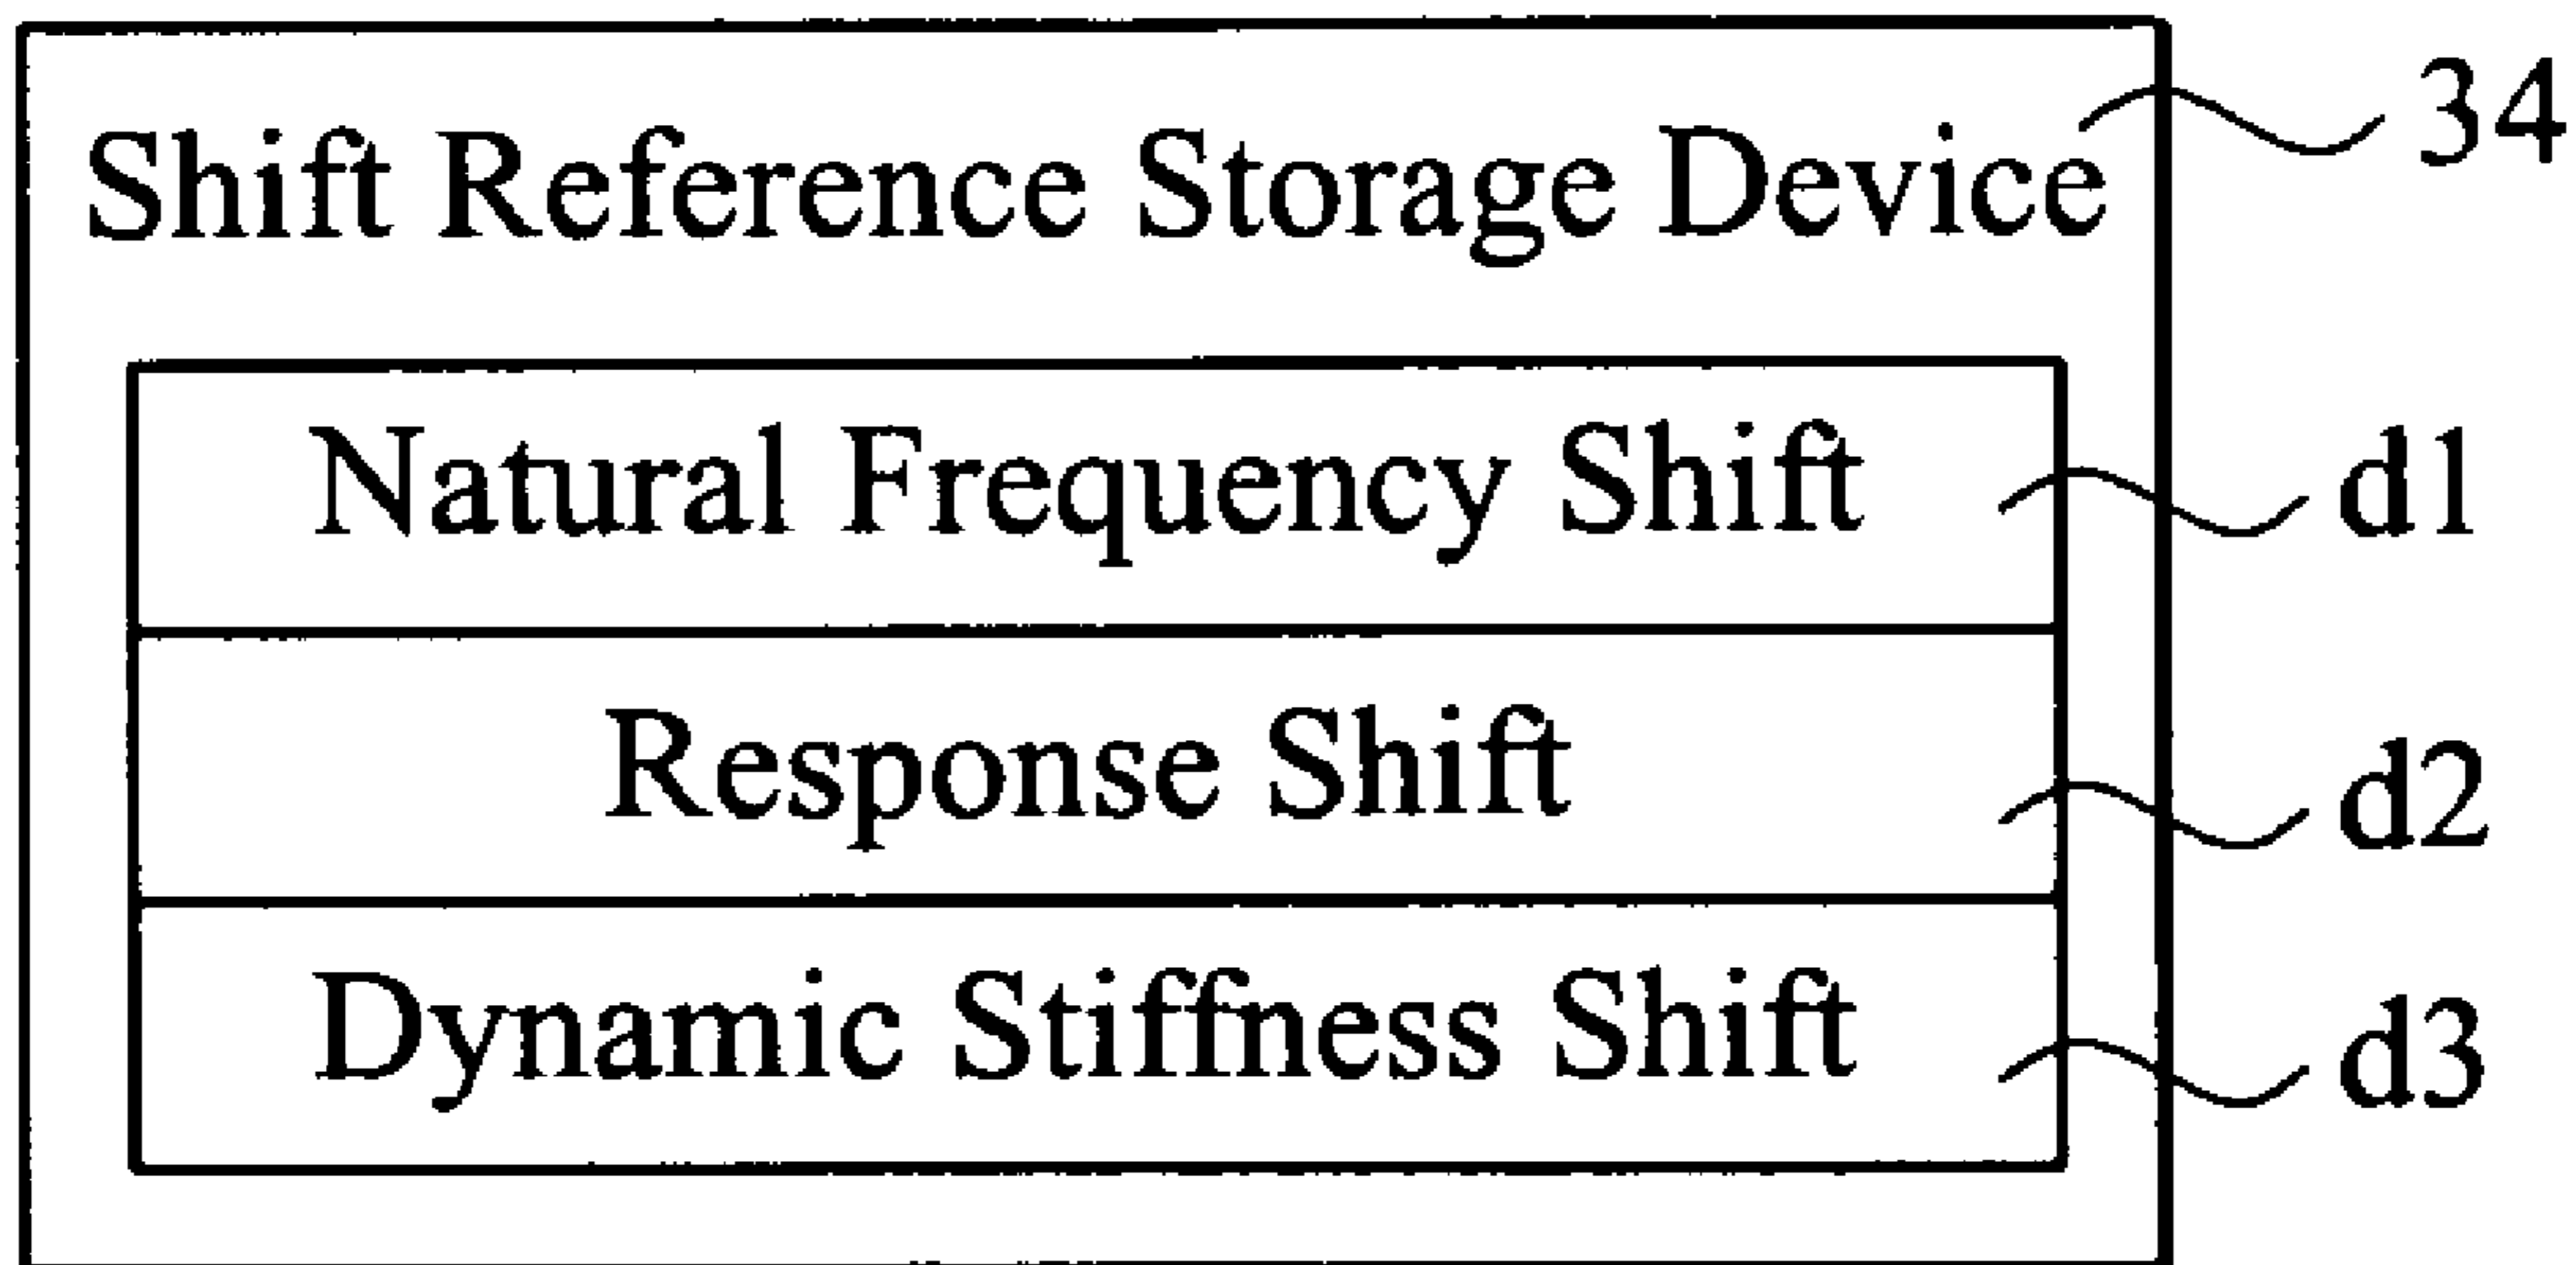 Shift Reference Storage Device 34
Natural Frequency Shift d1
Response Shift d2
Dynamic Stiffness Shift d3